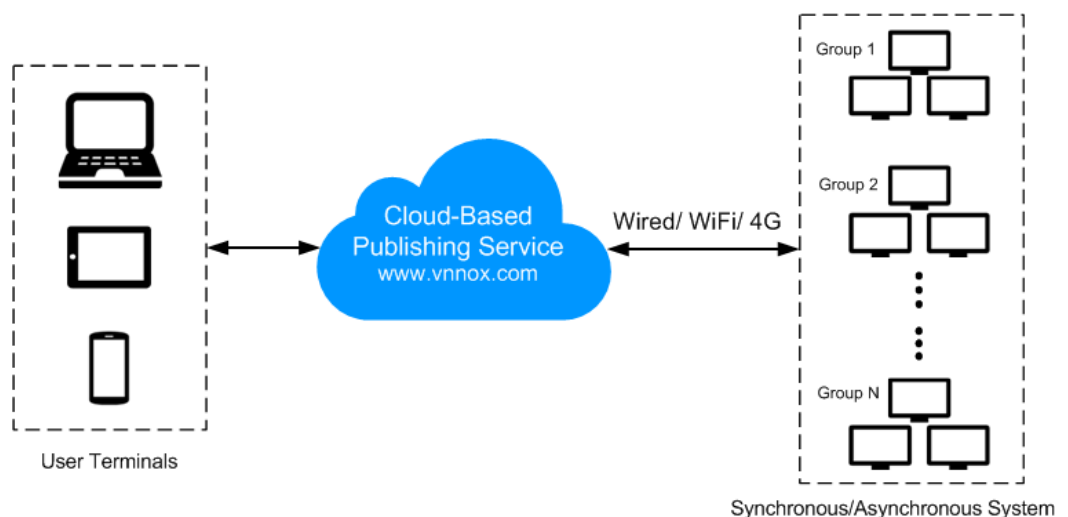 Group 1
Group 2
Cloud-Based
Publishing Service
www.vnnox.com
Wired/ WiFi/ 4G
Group N
User Terminals
Synchronous/Asynchronous System